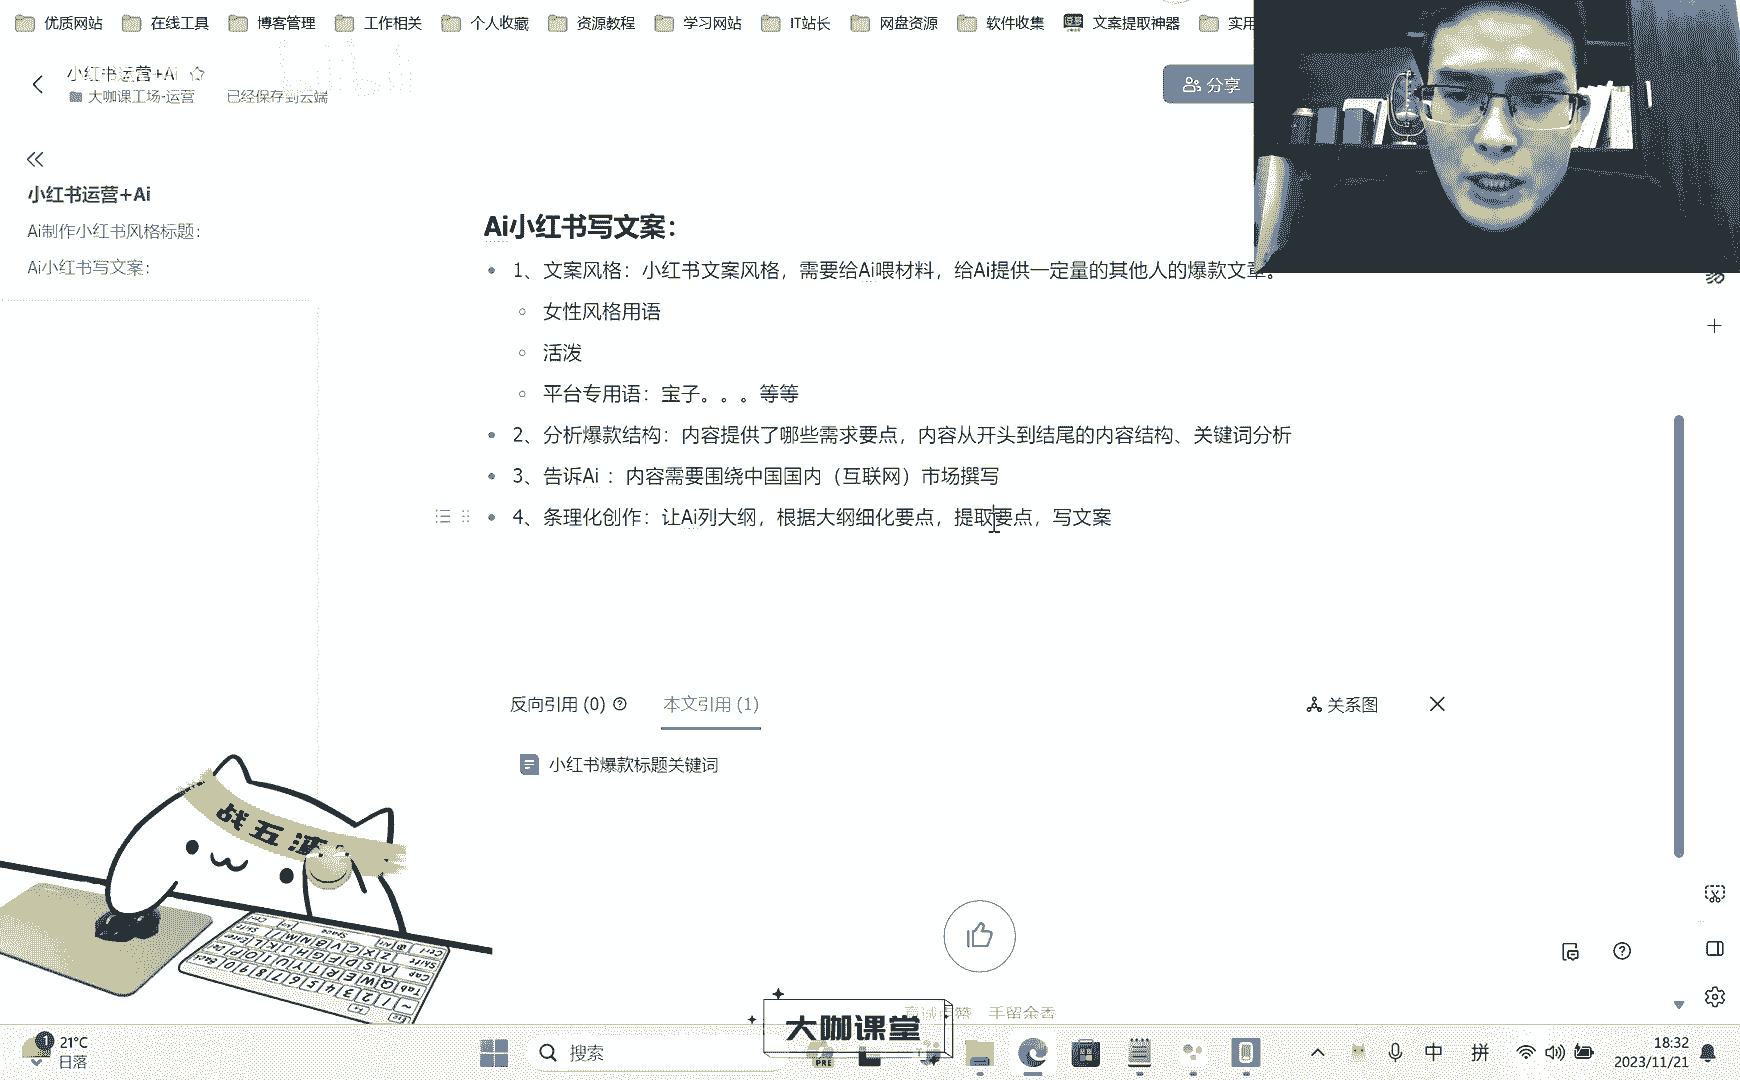 优质网站 在线工具 博客管理 工作相关 个人收藏 资源教程 学习网站 IT站长 网盘资源 软件收集 文案提取神器 实用
小红书运营+Ai
大咖课工场-运营 已经保存到云端
分享
小红书运营+Ai
Ai制作小红书风格标题：
Ai小红书写文案：
Ai小红书写文案：
1、文案风格：小红书文案风格，需要给Ai喂材料，给Ai提供一定量的其他人的爆款文章。
女性风格用语
活泼
平台专用语：宝子。。。等等
2、分析爆款结构：内容提供了哪些需求要点，内容从开头到结尾的内容结构、关键词分析
3、告诉Ai ：内容需要围绕中国国内（互联网）市场撰写
4、条理化创作：让Ai列大纲，根据大纲细化要点，提取要点，写文案
反向引用 (0) 本文引用 (1)
关系图
小红书爆款标题关键词
战五渣
手留余香
大咖课堂
1
21°C
日落
搜索
PRE
中
拼
18:32
2023/11/21